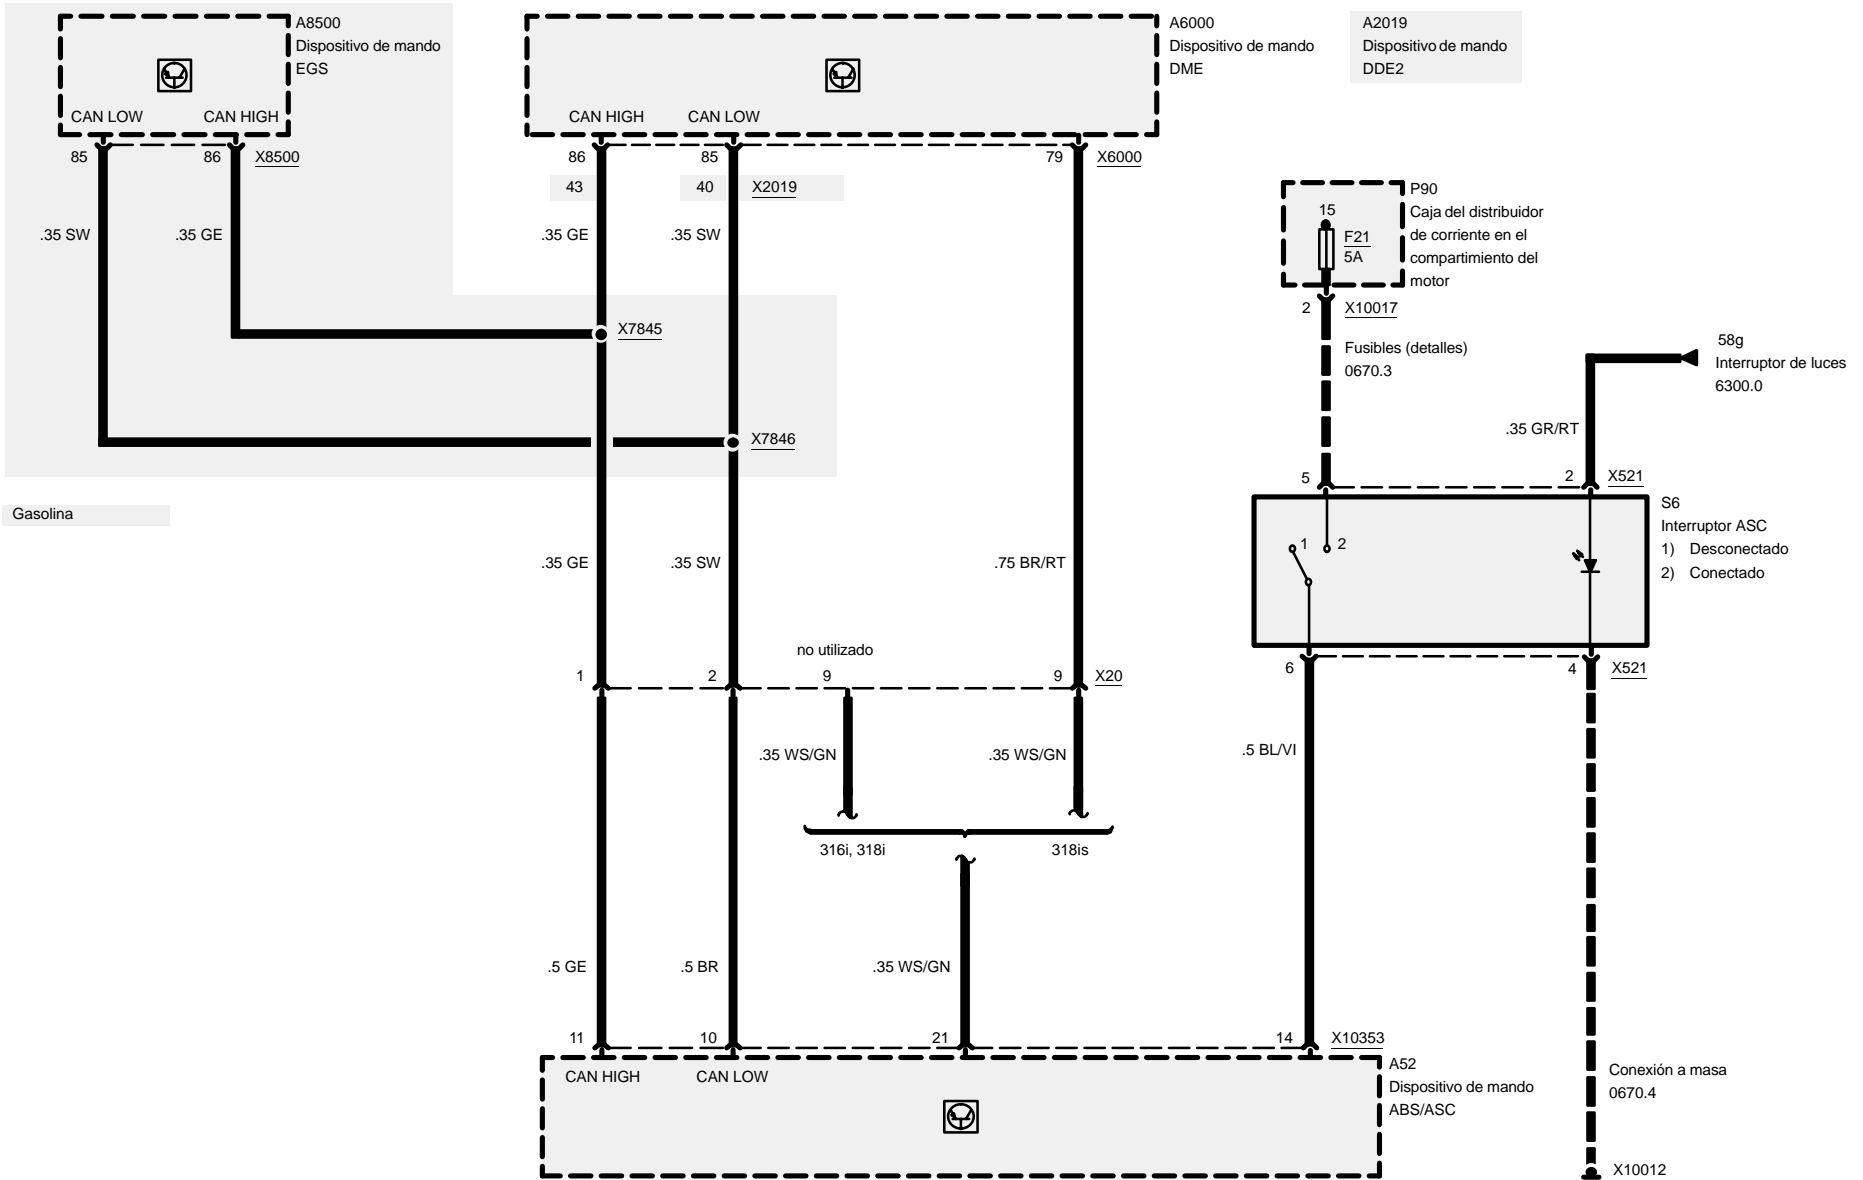 A8500
Dispositivo de mando
EGS
CAN LOW
CAN HIGH
85
86
X8500
.35 SW
.35 GE
A6000
Dispositivo de mando
DME
CAN HIGH
CAN LOW
86
85
79
X6000
43
40
X2019
.35 GE
.35 SW
A2019
Dispositivo de mando
DDE2
P90
Caja del distribuidor
de corriente en el
compartimiento del
motor
15
F21
5A
2
X10017
Fusibles (detalles)
0670.3
X7845
X7846
58g
Interruptor de luces
6300.0
.35 GR/RT
5
2
X521
Gasolina
S6
Interruptor ASC
1) Desconectado
2) Conectado
1
2
.35 GE
.35 SW
.75 BR/RT
no utilizado
1
2
9
9
X20
6
4
X521
.35 WS/GN
.35 WS/GN
.5 BL/VI
316i, 318i
318is
.5 GE
.5 BR
.35 WS/GN
11
10
21
14
X10353
CAN HIGH
CAN LOW
A52
Dispositivo de mando
ABS/ASC
Conexión a masa
0670.4
X10012